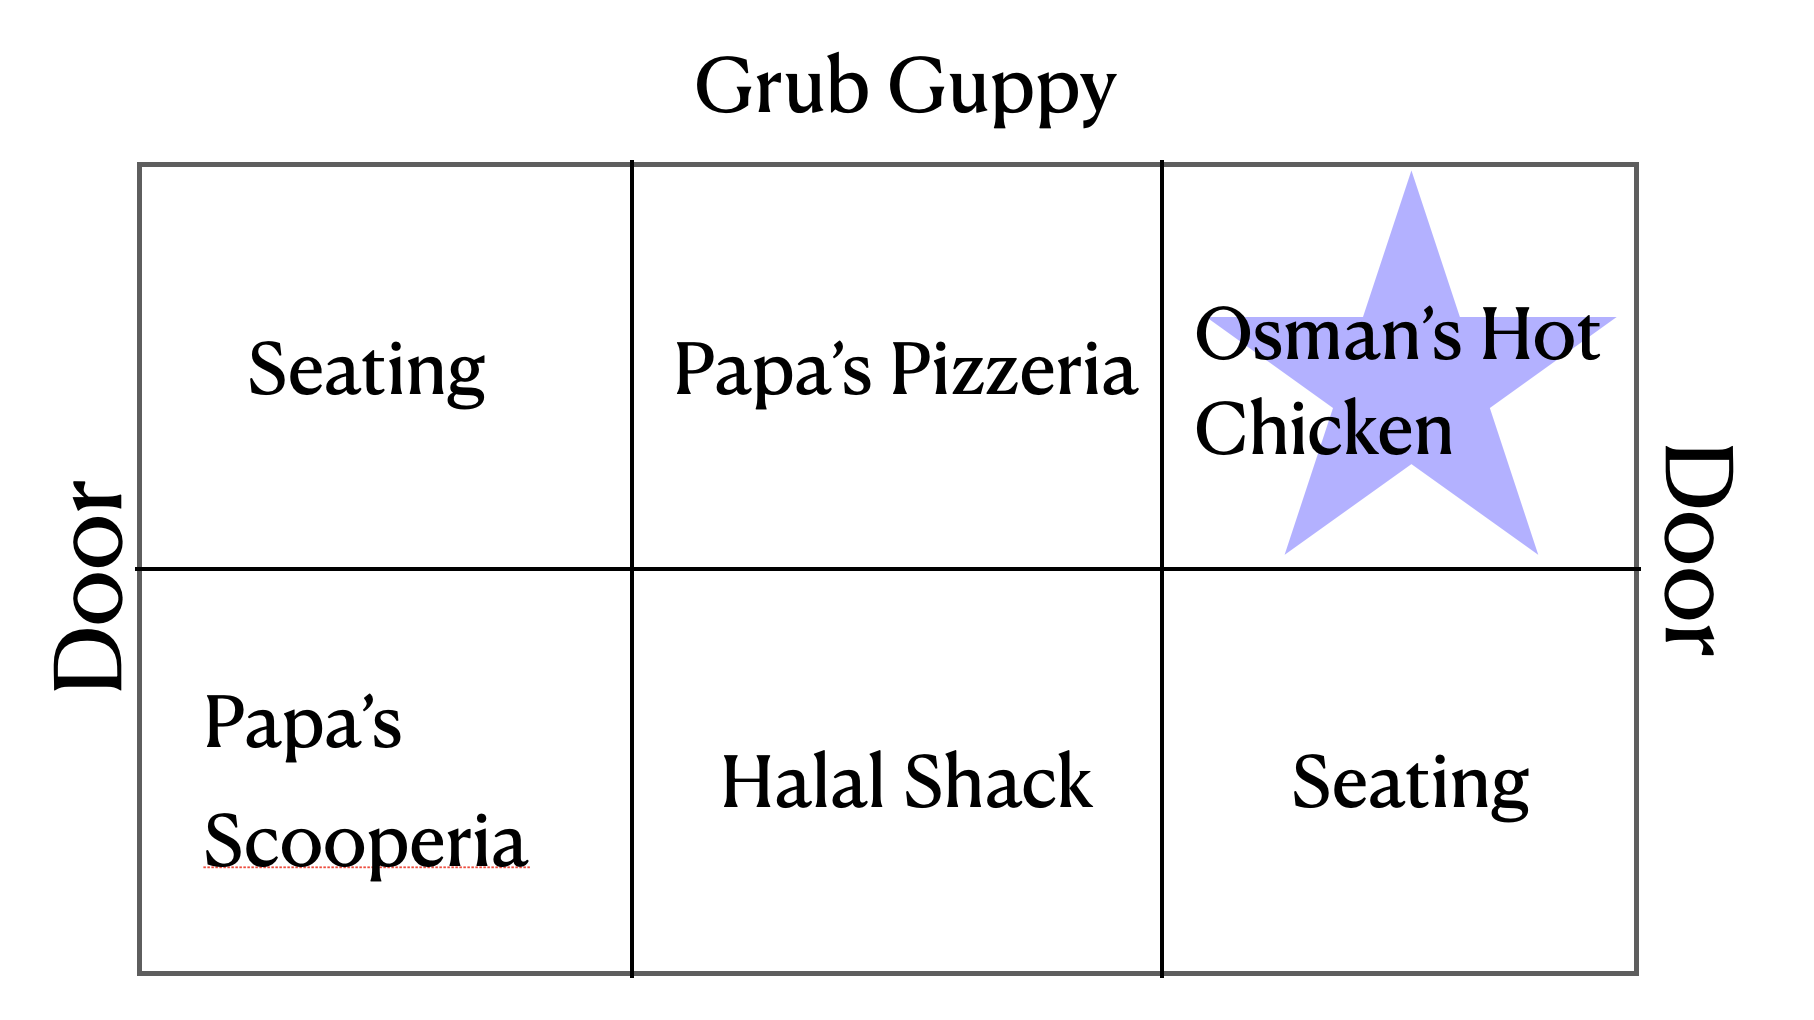 Grub Guppy
Seating
Papa’s Pizzeria
Osman’s Hot
Chicken
Door
Door
Papa’s
Scooperia
Halal Shack
Seating